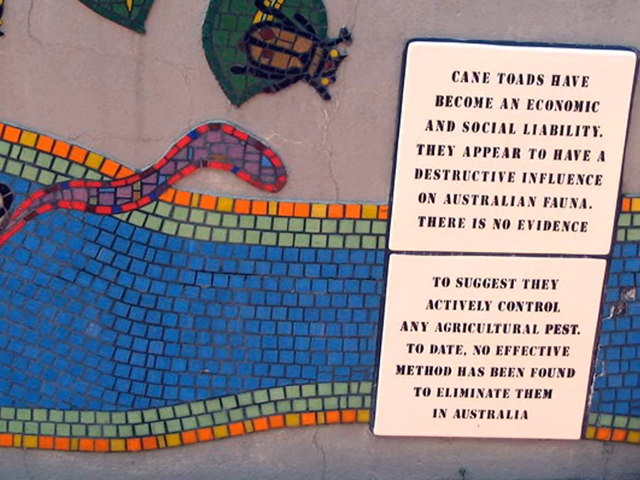 CANE TOADS HAVE
BECOME AN ECONOMIC
AND SOCIAL LIABILITY.
THEY APPEAR TO HAVE A
DESTRUCTIVE INFLUENCE
ON AUSTRALIAN FAUNA.
THERE IS NO EVIDENCE
TO SUGGEST THEY
ACTIVELY CONTROL
ANY AGRICULTURAL PEST.
TO DATE, NO EFFECTIVE
METHOD HAS BEEN FOUND
TO ELIMINATE THEM
IN AUSTRALIA